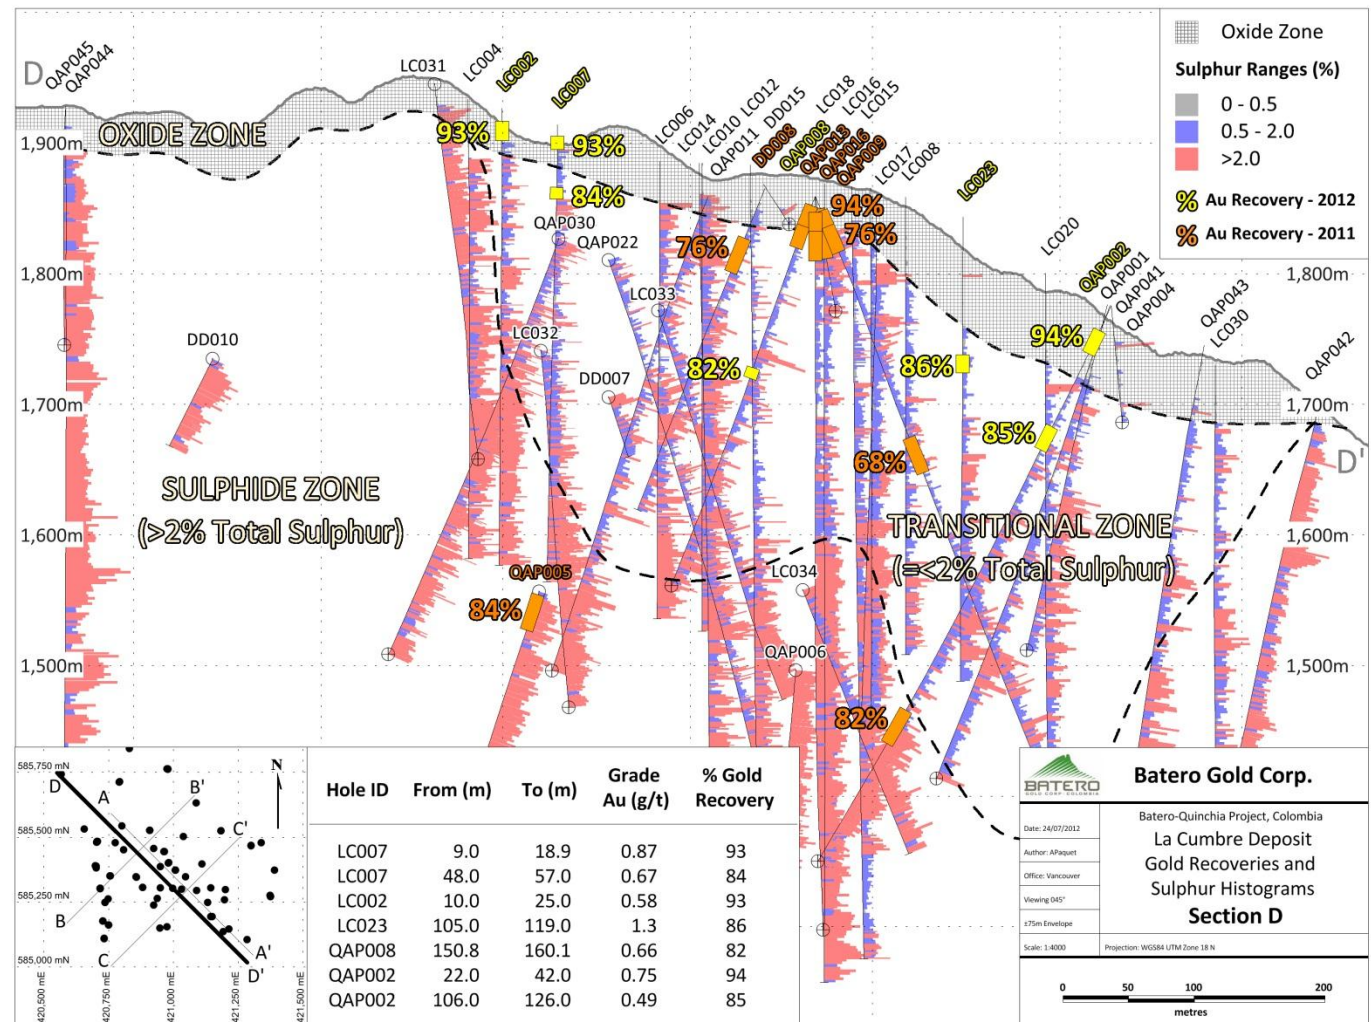 D
QAP045
QAP044
LC031
LC004
LC002
LC007
LC006
LC014
LC010
LC012
QAP011
DD015
DD008
QAP008
LC018
QAP013
LC016
QAP016
LC015
QAP009
LC017
LC008
LC023
LC020
QAP002
QAP001
QAP041
QAP004
QAP043
LC030
QAP042
Oxide Zone
Sulphur Ranges (%)
0 - 0.5
0.5 - 2.0
>2.0
% Au Recovery - 2012
% Au Recovery - 2011
1,900m
OXIDE ZONE
93%
93%
84%
94%
76%
76%
QAP030
QAP022
1,800m
1,800m
LC033
LC032
DD010
DD007
82%
86%
94%
1,700m
1,700m
85%
68%
D'
SULPHIDE ZONE
(>2% Total Sulphur)
TRANSITIONAL ZONE
(=<2% Total Sulphur)
1,600m
1,600m
QAP005
84%
LC034
QAP006
1,500m
1,500m
82%
585,750 mN
585,500 mN
585,250 mN
585,000 mN
420,500 mE
420,750 mE
421,000 mE
421,250 mE
421,500 mE
N
D
A
B'
C'
B
C
A'
D'
Hole ID From (m) To (m) Grade Au (g/t) % Gold Recovery
LC007 9.0 18.9 0.87 93
LC007 48.0 57.0 0.67 84
LC002 10.0 25.0 0.58 93
LC023 105.0 119.0 1.3 86
QAP008 150.8 160.1 0.66 82
QAP002 22.0 42.0 0.75 94
QAP002 106.0 126.0 0.49 85
BATERO
GOLD CORP. COLOMBIA
Batero Gold Corp.
Date: 24/07/2012
Author: APaquet
Office: Vancouver
Viewing 045°
±75m Envelope
Scale: 1:4000
Batero-Quinchia Project, Colombia
La Cumbre Deposit
Gold Recoveries and
Sulphur Histograms
Section D
Projection: WGS84 UTM Zone 18 N
0 50 100 200
metres